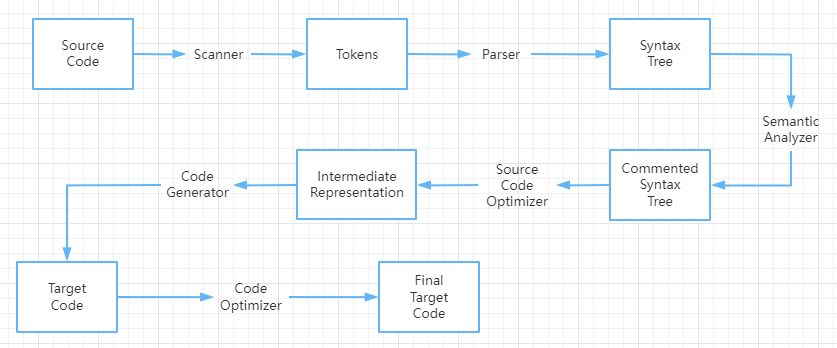 Source
Code
Scanner
Tokens
Parser
Syntax
Tree
Semantic
Analyzer
Commented
Syntax
Tree
Source
Code
Optimizer
Intermediate
Representation
Code
Generator
Target
Code
Code
Optimizer
Final
Target
Code